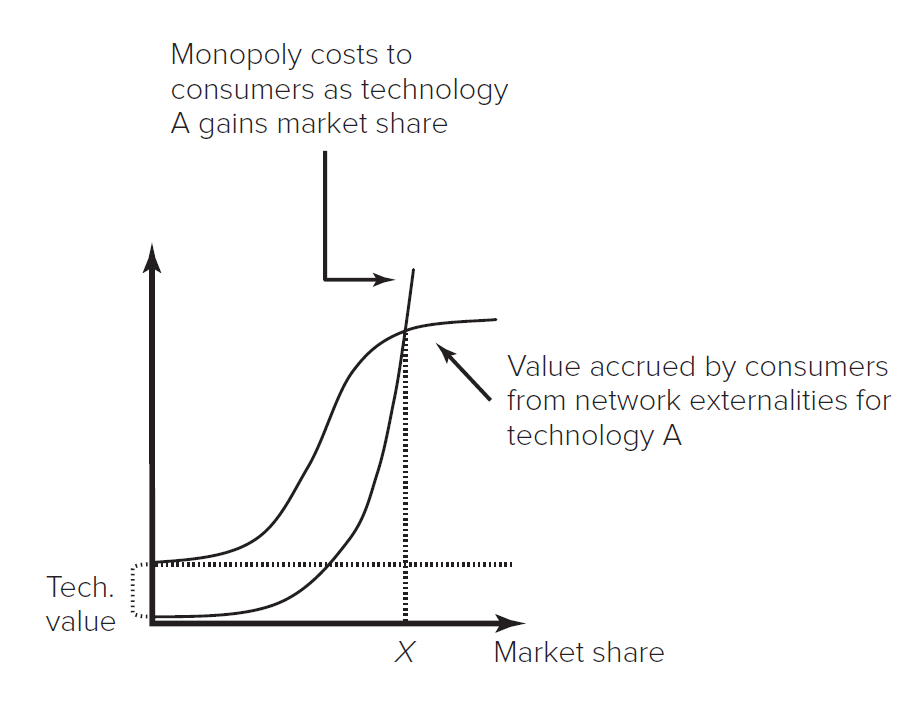 Monopoly costs to
consumers as technology
A gains market share
Value accrued by consumers
from network externalities for
technology A
Tech.
value
X
Market share